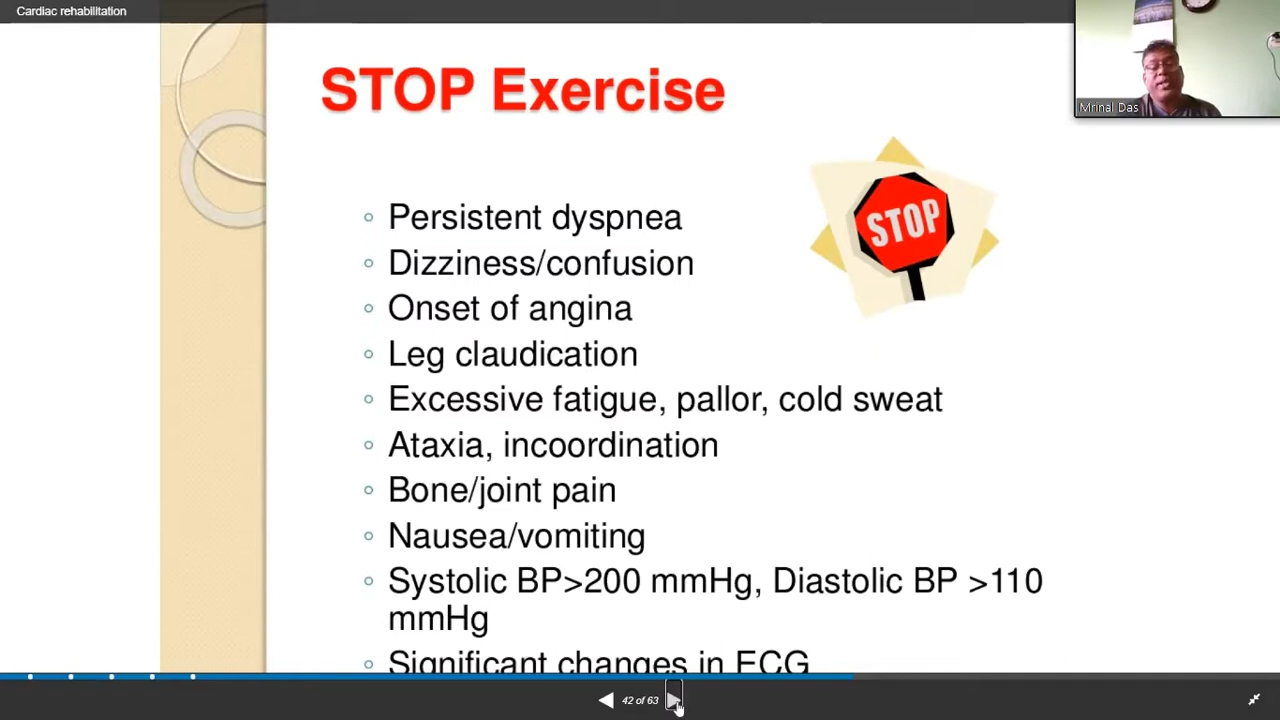 Cardiac rehabilitation
STOP Exercise
Mrinal Das
STOP
Persistent dyspnea
Dizziness/confusion
Onset of angina
Leg claudication
Excessive fatigue, pallor, cold sweat
Ataxia, incoordination
Bone/joint pain
Nausea/vomiting
Systolic BP>200 mmHg, Diastolic BP >110
mmHg
Significant changes in ECG
42 of 63